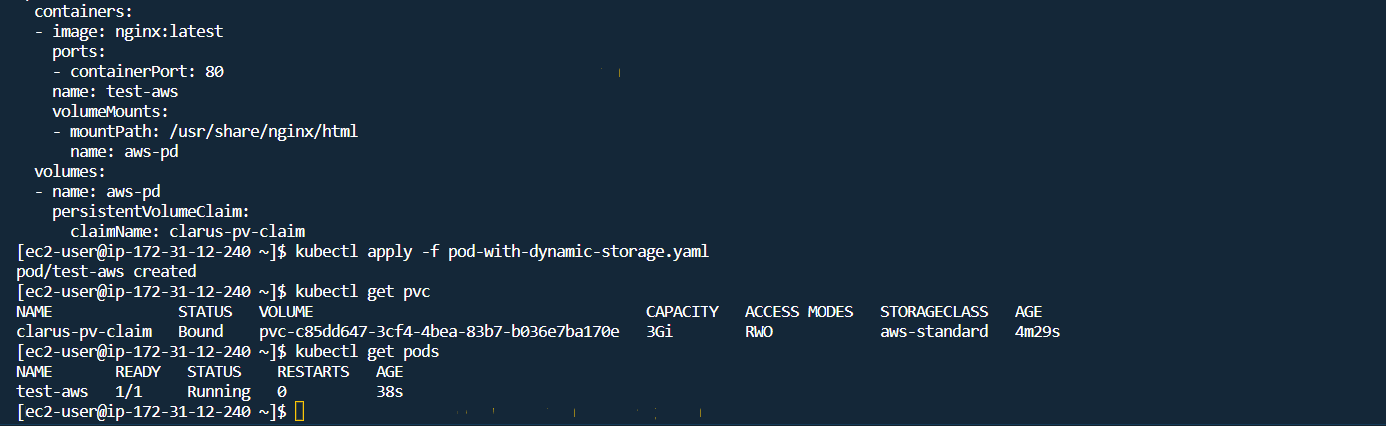 containers:
  - image: nginx:latest
    ports:
    - containerPort: 80
    name: test-aws
    volumeMounts:
    - mountPath: /usr/share/nginx/html
      name: aws-pd
  volumes:
  - name: aws-pd
    persistentVolumeClaim:
      claimName: clarus-pv-claim
[ec2-user@ip-172-31-12-240 ~]$ kubectl apply -f pod-with-dynamic-storage.yaml
pod/test-aws created
[ec2-user@ip-172-31-12-240 ~]$ kubectl get pvc
NAME              STATUS   VOLUME                                     CAPACITY   ACCESS MODES   STORAGECLASS   AGE
clarus-pv-claim   Bound    pvc-c85dd647-3cf4-4bea-83b7-b036e7ba170e   3Gi        RWO            aws-standard   4m29s
[ec2-user@ip-172-31-12-240 ~]$ kubectl get pods
NAME       READY   STATUS    RESTARTS   AGE
test-aws   1/1     Running   0          38s
[ec2-user@ip-172-31-12-240 ~]$